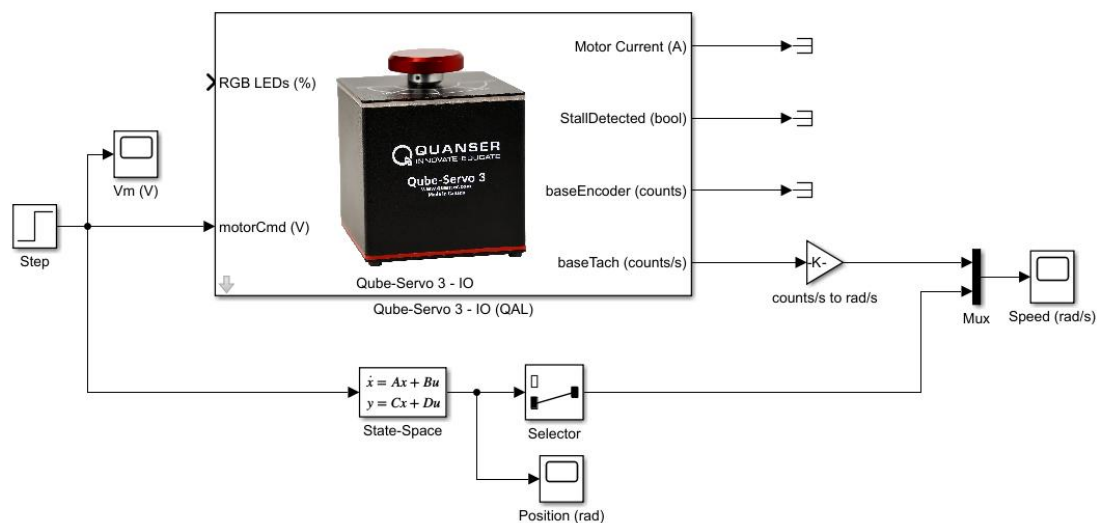 Motor Current (A)
RGB LEDs (%)
StallDetected (bool)
QUANSER
INNOVATE·EDUCATE
Vm (V)
Qube-Servo 3
baseEncoder (counts)
motorCmd (V)
Step
baseTach (counts/s)
-K-
Qube-Servo 3 - IO
counts/s to rad/s
Qube-Servo 3 - IO (QAL)
Mux
Speed (rad/s)
ẋ = Ax + Bu
y = Cx + Du
State-Space
Selector
Position (rad)